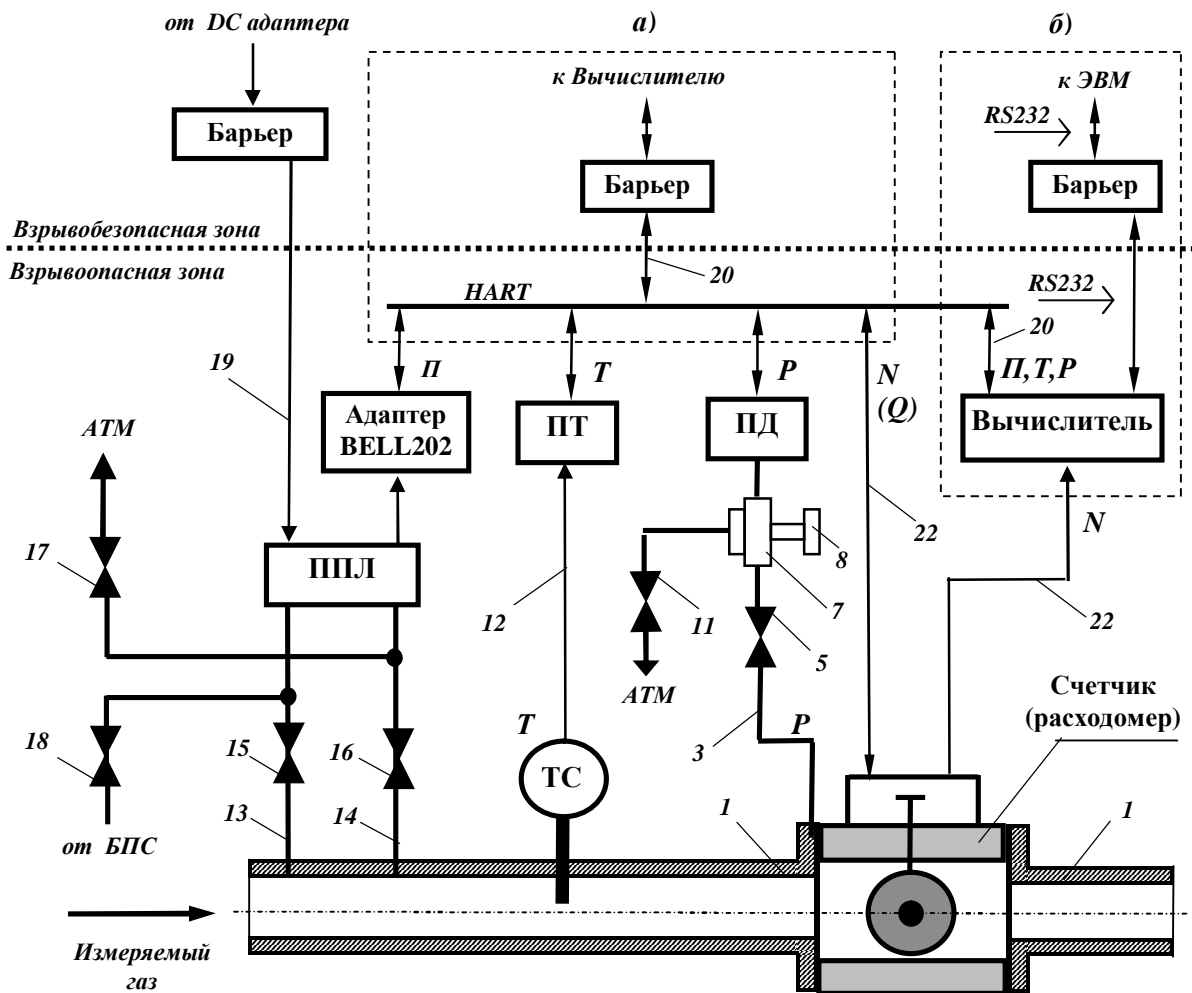 от DC адаптера
а)
б)
к Вычислителю
к ЭВМ
RS232
Барьер
Барьер
Барьер
Взрывобезопасная зона
Взрывоопасная зона
20
HART
RS232
20
19
П
T
P
N
(Q)
П,Т,Р
АТМ
Адаптер
BELL202
ПТ
ПД
Вычислитель
N
17
ППЛ
8
22
12
11
7
22
5
АТМ
Счетчик
(расходомер)
18
15
16
T
3
P
ТС
13
14
1
1
от БПС
Измеряемый
газ